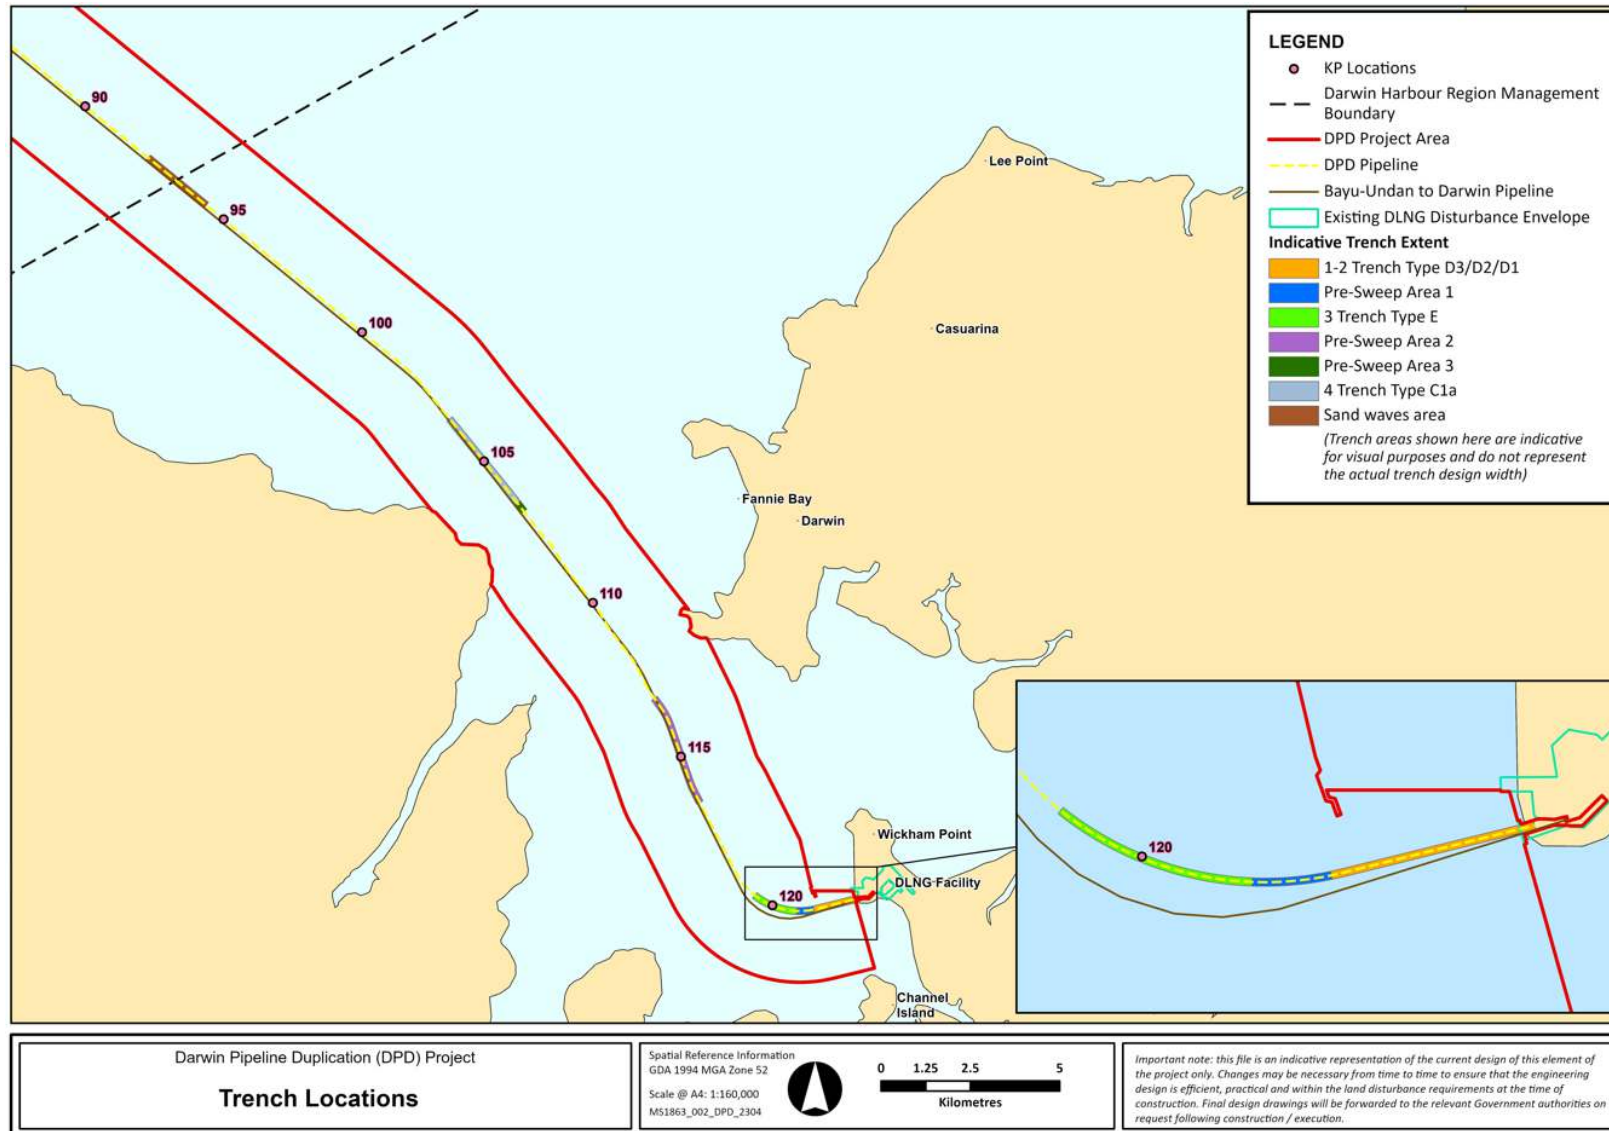 LEGEND
KP Locations
Darwin Harbour Region Management
Boundary
DPD Project Area
DPD Pipeline
Bayu-Undan to Darwin Pipeline
Existing DLNG Disturbance Envelope
Indicative Trench Extent
1-2 Trench Type D3/D2/D1
Pre-Sweep Area 1
3 Trench Type E
Pre-Sweep Area 2
Pre-Sweep Area 3
4 Trench Type C1a
Sand waves area
(Trench areas shown here are indicative
for visual purposes and do not represent
the actual trench design width)
90
Lee Point
95
100
Casuarina
105
Fannie Bay
Darwin
110
115
Wickham Point
DLNG Facility
120
120
Channel
Island
Darwin Pipeline Duplication (DPD) Project
Trench Locations
Spatial Reference Information
GDA 1994 MGA Zone 52
Scale @ A4: 1:160,000
MS1863_002_DPD_2304
0 1.25 2.5 5
Kilometres
Important note: this file is an indicative representation of the current design of this element of
the project only. Changes may be necessary from time to time to ensure that the engineering
design is efficient, practical and within the land disturbance requirements at the time of
construction. Final design drawings will be forwarded to the relevant Government authorities on
request following construction / execution.